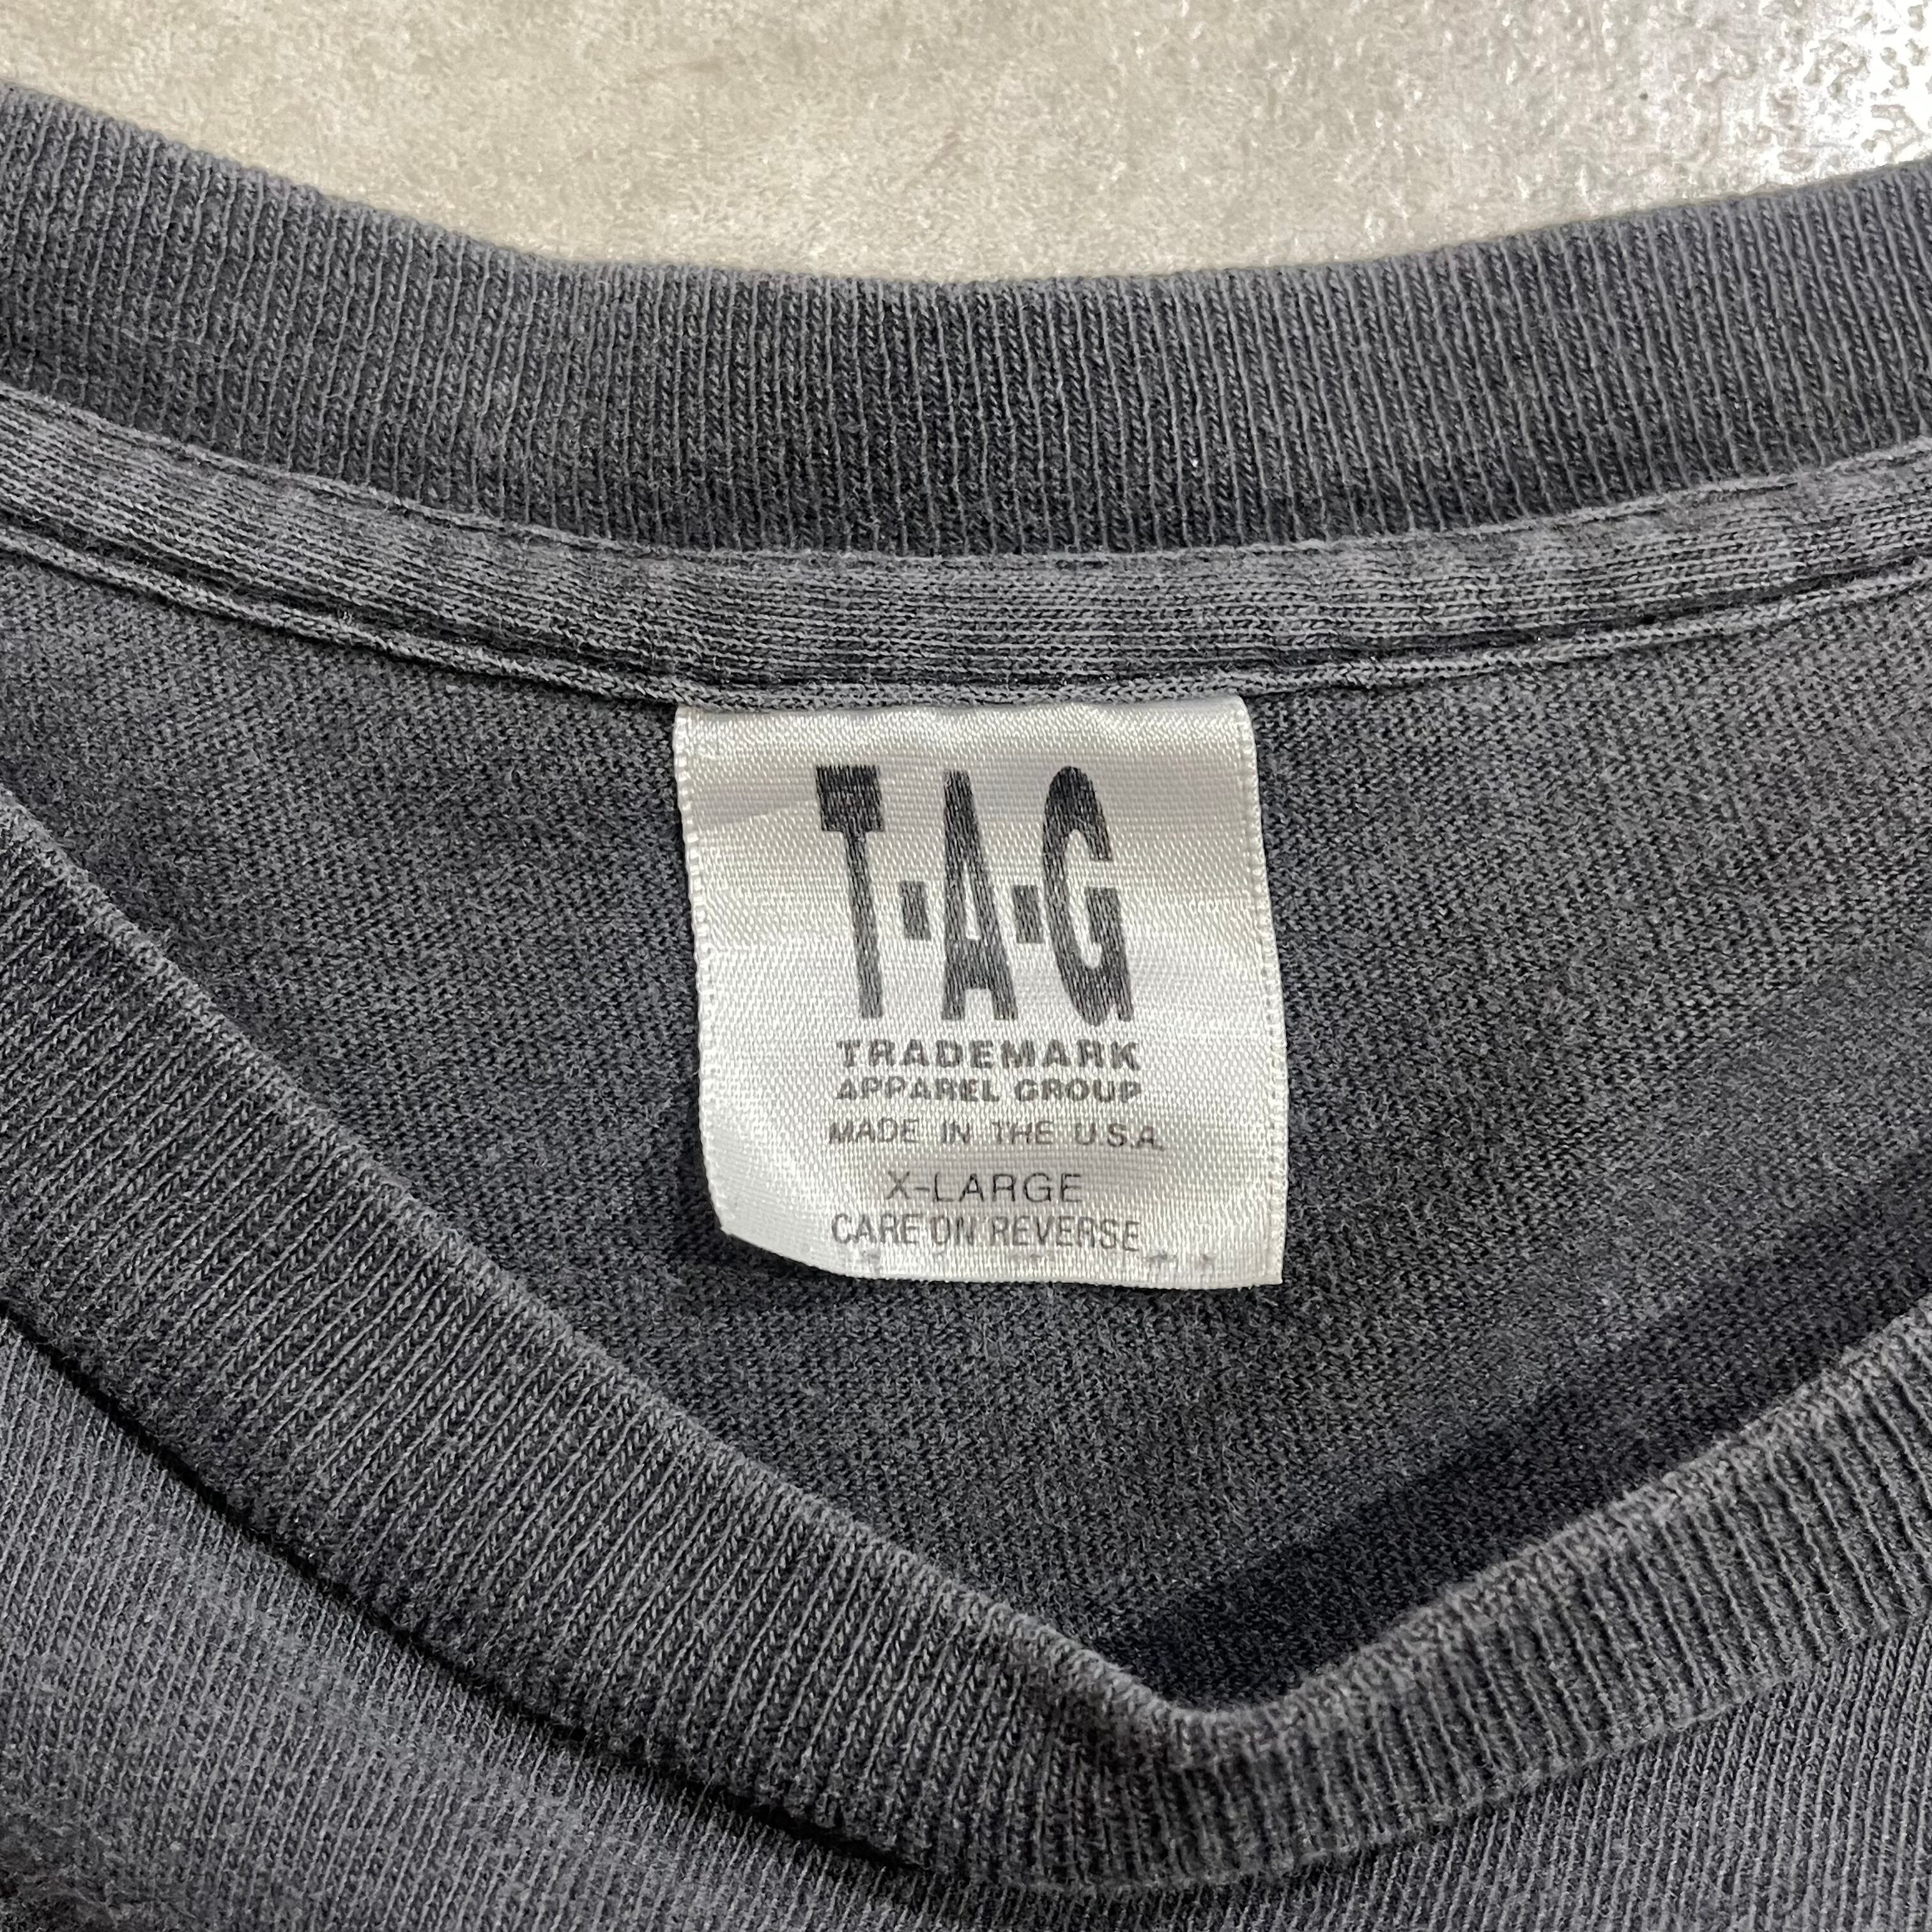 T-A-G
TRADEMARK
APPAREL GROUP
MADE IN THE U.S.A.
X-LARGE
CARE ON REVERSE